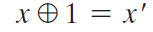 x ⊕ 1 = x′